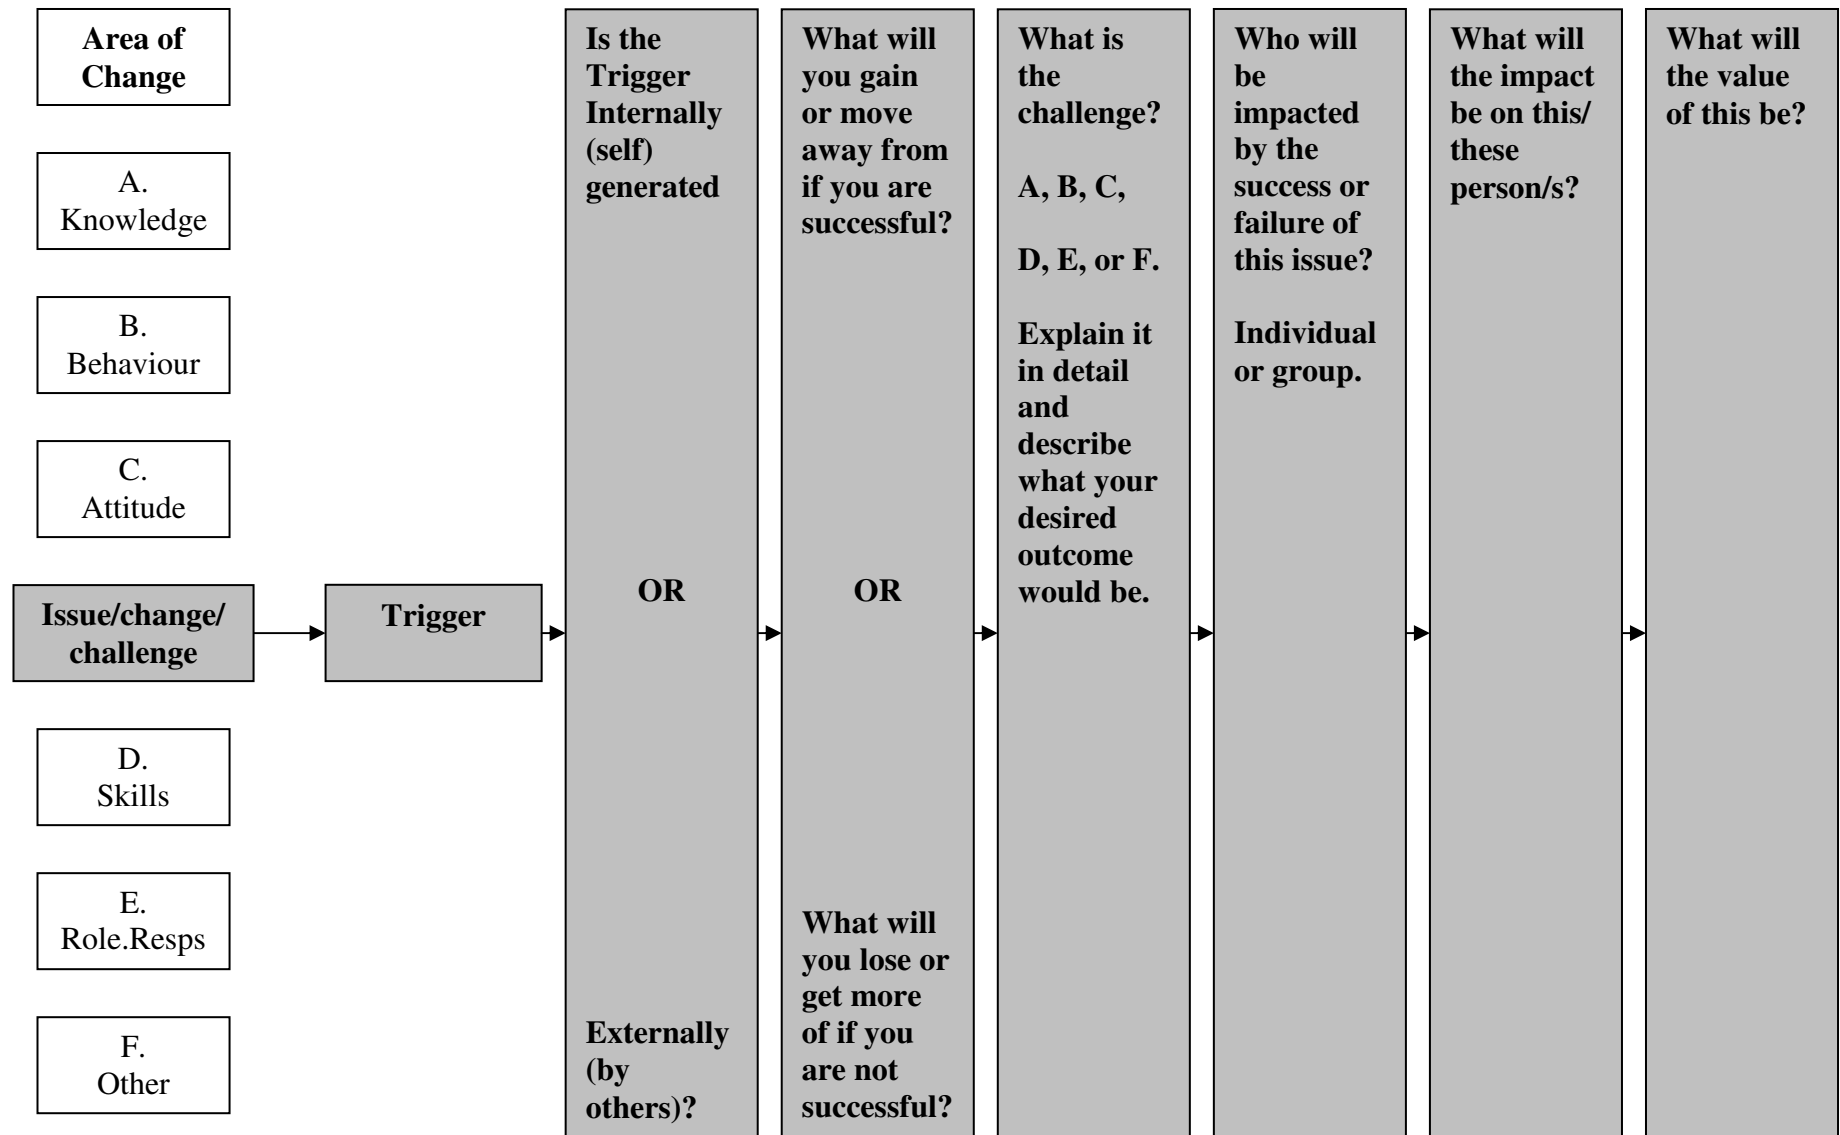 Area of
Change
A.
Knowledge
B.
Behaviour
C.
Attitude
Issue/change/
challenge
D.
Skills
E.
Role.Resps
F.
Other
Trigger
Is the
Trigger
Internally
(self)
generated
OR
Externally
(by
others)?
What will
you gain
or move
away from
if you are
successful?
OR
What will
you lose or
get more
of if you
are not
successful?
What is
the
challenge?
A, B, C,
D, E, or F.
Explain it
in detail
and
describe
what your
desired
outcome
would be.
Who will
be
impacted
by the
success or
failure of
this issue?
Individual
or group.
What will
the impact
be on this/
these
person/s?
What will
the value
of this be?